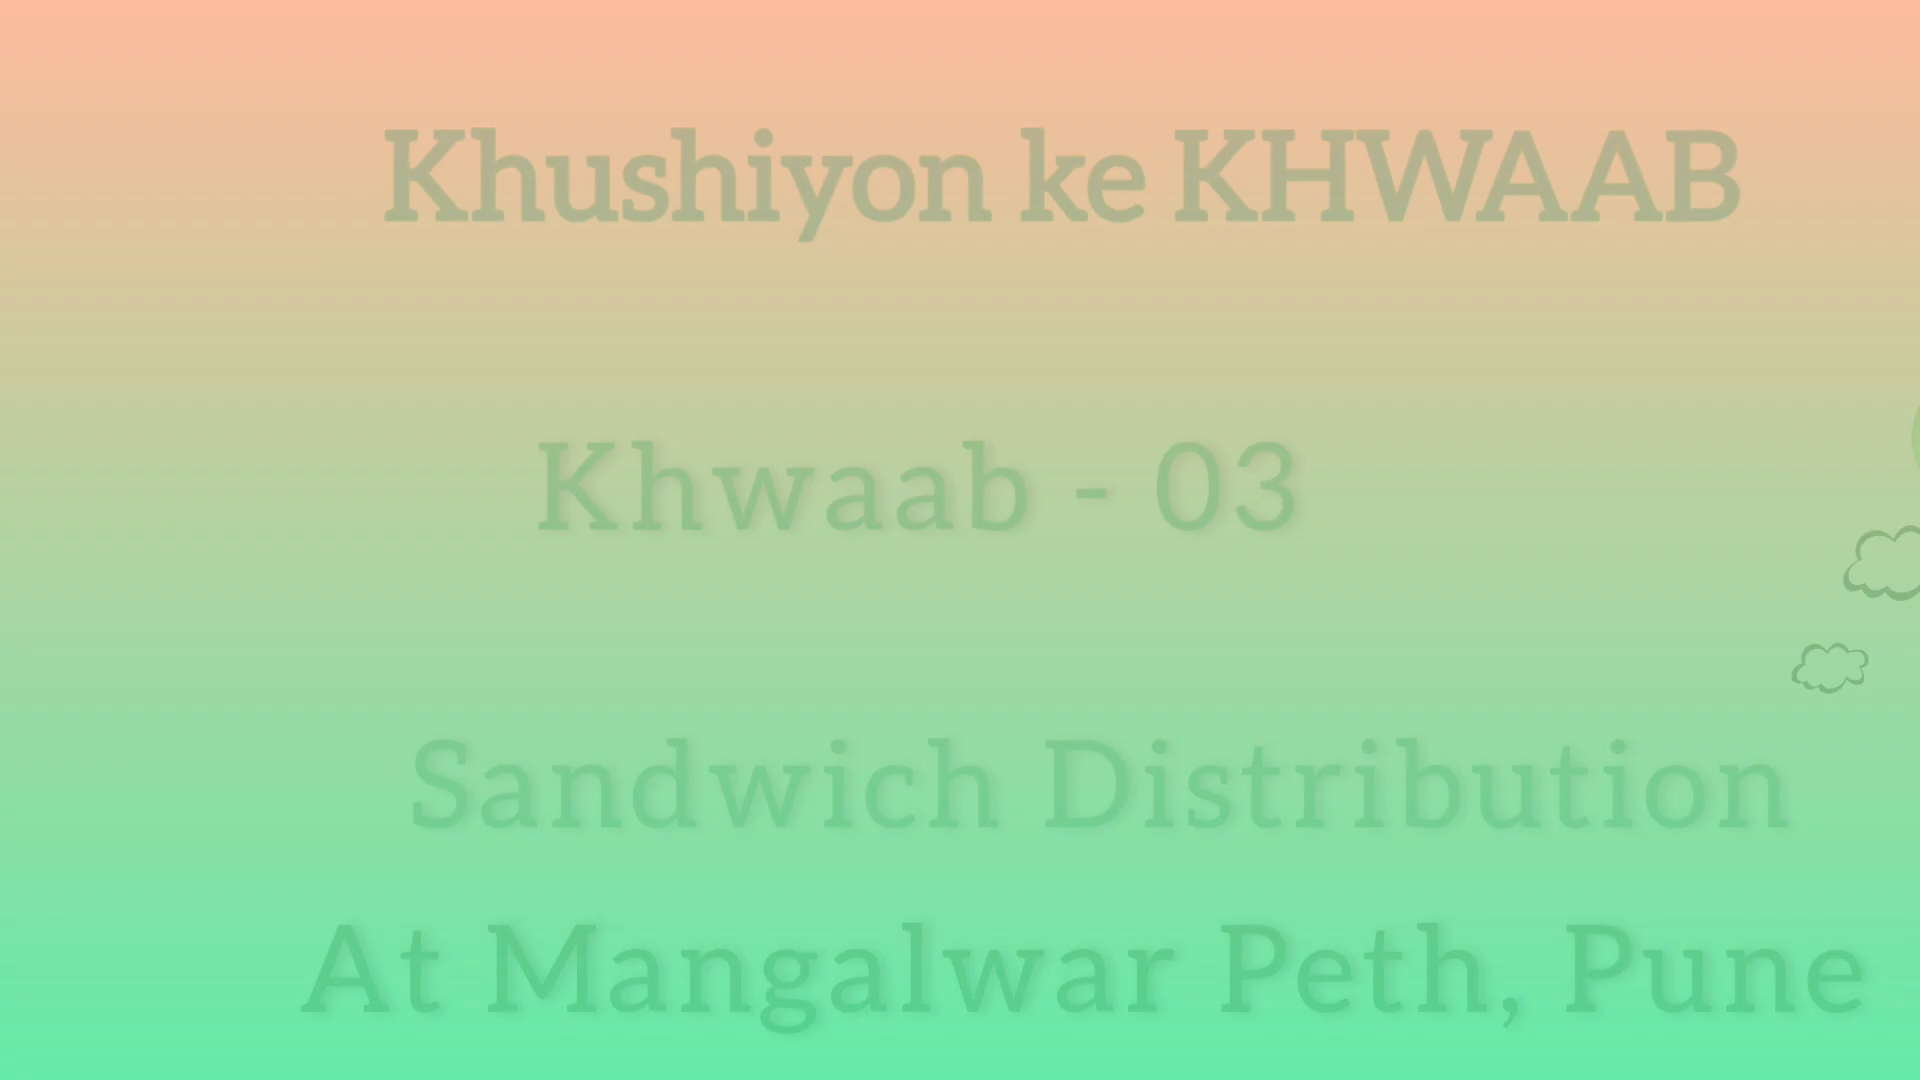 Khushiyon ke KHWAAB
Khwaab - 03
Sandwich Distribution
At Mangalwar Peth, Pune